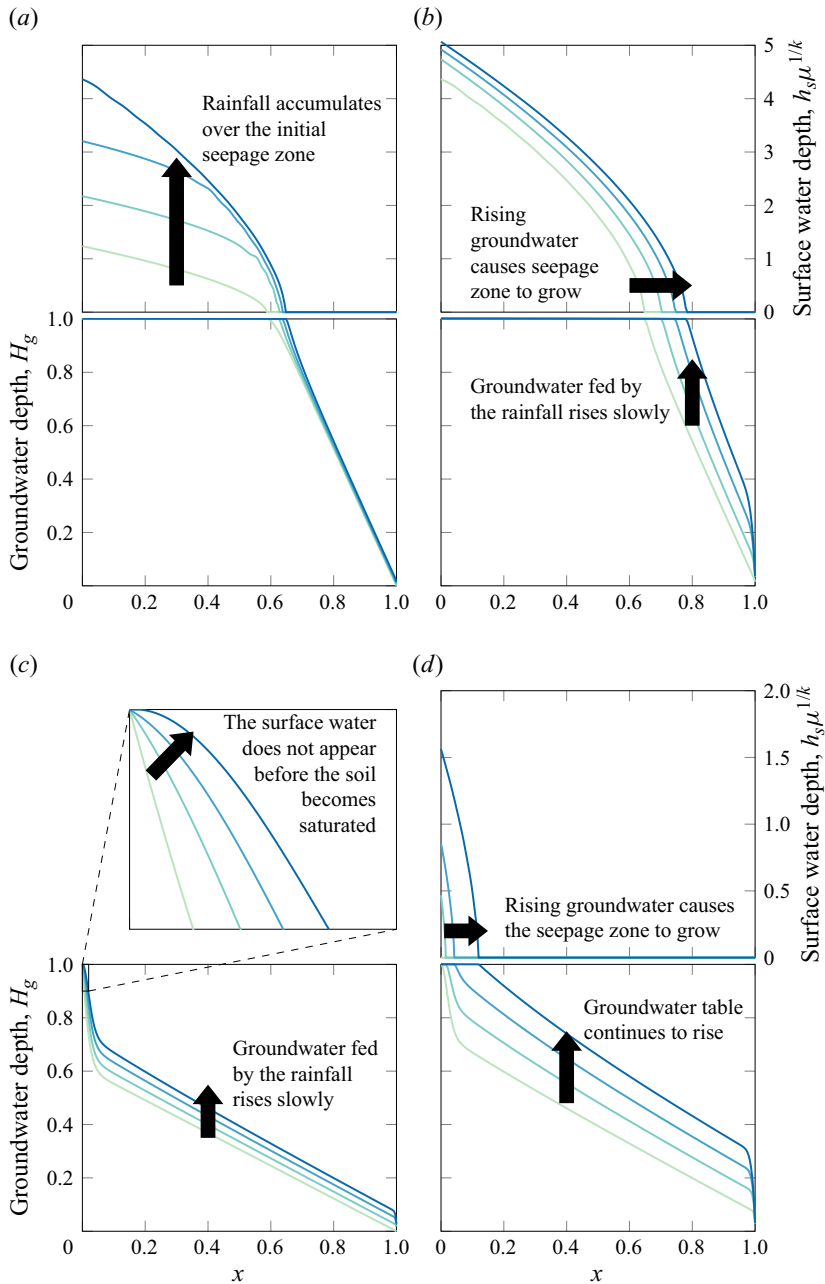 (a)
Rainfall accumulates
over the initial
seepage zone
1.0
0.8
0.6
0.4
0.2
0
0.2
0.4
0.6
0.8
1.0
Groundwater depth, H_g
(b)
5
4
3
2
1
0
Surface water depth, h_sμ^{1/k}
Rising
groundwater
causes seepage
zone to grow
Groundwater fed by
the rainfall rises slowly
0
0.2
0.4
0.6
0.8
1.0
(c)
The surface water
does not appear
before the soil
becomes
saturated
1.0
0.8
0.6
0.4
0.2
0
Groundwater depth, H_g
Groundwater fed
by the rainfall
rises slowly
0.2
0.4
0.6
0.8
1.0
x
(d)
2.0
1.5
1.0
0.5
0
Surface water depth, h_sμ^{1/k}
Rising groundwater causes
the seepage zone to grow
Groundwater table
continues to rise
0
0.2
0.4
0.6
0.8
1.0
x